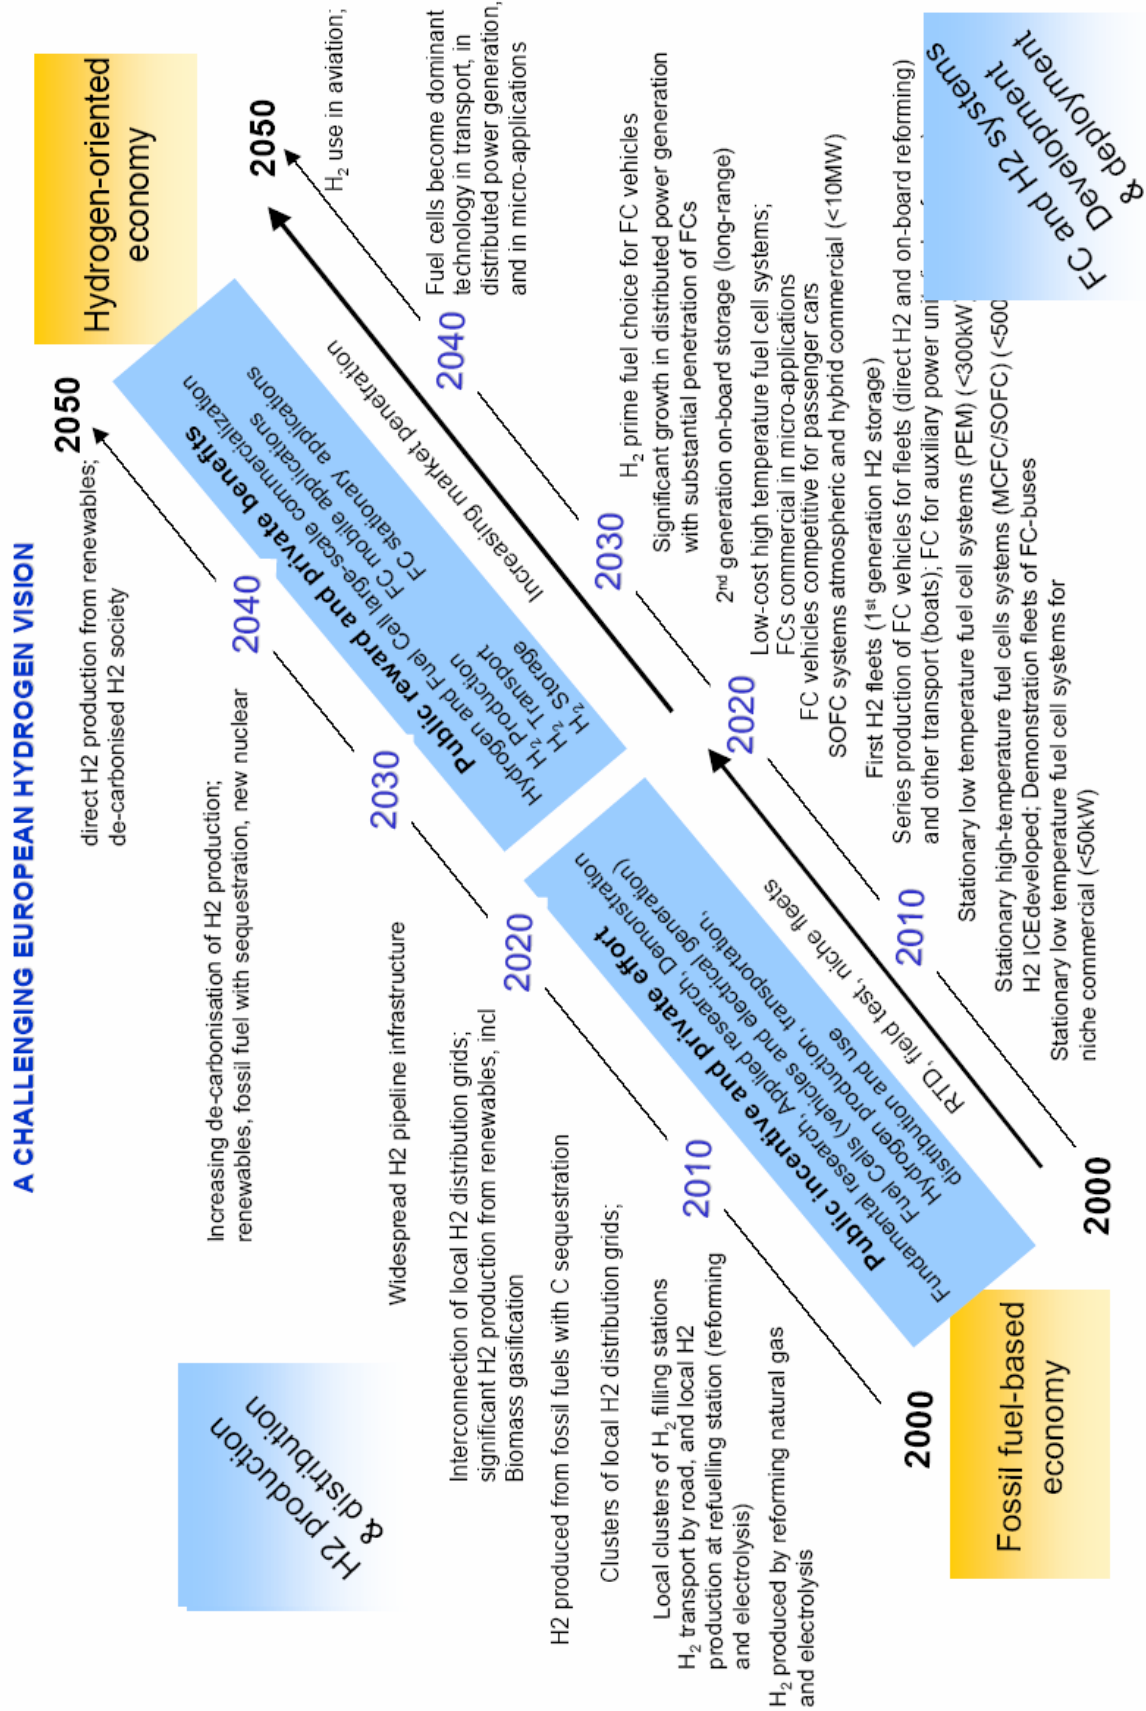 A CHALLENGING EUROPEAN HYDROGEN VISION
H2 production
& distribution
Hydrogen-oriented
economy
direct H2 production from renewables;
de-carbonised H2 society
2050
Increasing de-carbonisation of H2 production;
renewables, fossil fuel with sequestration, new nuclear
2040
Widespread H2 pipeline infrastructure
2030
Interconnection of local H2 distribution grids;
significant H2 production from renewables, incl
Biomass gasification
2020
H2 produced from fossil fuels with C sequestration
Clusters of local H2 distribution grids;
Local clusters of H2 filling stations
H2 transport by road, and local H2
production at refuelling station (reforming
and electrolysis)
2010
H2 produced by reforming natural gas
and electrolysis
2000
Fossil fuel-based
economy
Public reward and private benefits
Hydrogen and Fuel Cell large-scale commercialization
H2 Production
FC mobile applications
H2 Transport
FC stationary applications
H2 Storage
Increasing market penetration
Public incentive and private effort
Fundamental research, Applied research, Demonstration
Fuel Cells (vehicles and electrical generation)
Hydrogen production, transportation,
distribution and use
RTD, field test, niche fleets
2050
H2 use in aviation;
2040
Fuel cells become dominant
technology in transport, in
distributed power generation,
and in micro-applications
2030
H2 prime fuel choice for FC vehicles
Significant growth in distributed power generation
with substantial penetration of FCs
2nd generation on-board storage (long-range)
2020
Low-cost high temperature fuel cell systems;
FCs commercial in micro-applications
FC vehicles competitive for passenger cars
SOFC systems atmospheric and hybrid commercial (<10MW)
First H2 fleets (1st generation H2 storage)
Series production of FC vehicles for fleets (direct H2 and on-board reforming)
and other transport (boats); FC for auxiliary power uni
2010
Stationary low temperature fuel cell systems (PEM) (<300kW
Stationary high-temperature fuel cells systems (MCFC/SOFC) (<500
H2 ICEdeveloped; Demonstration fleets of FC-buses
Stationary low temperature fuel cell systems for
niche commercial (<50kW)
2000
FC and H2 systems
Development
& deployment